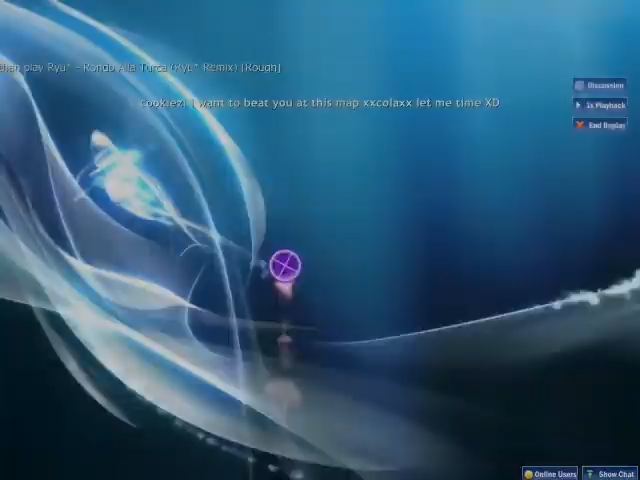 play Ryu* - Rondo Alla Turca (Ryu* Remix) [Rough]
Discussion
cookiezi I want to beat you at this map xxcolaxx let me time XD
1x Playback
End Replay
Online Users
Show Chat